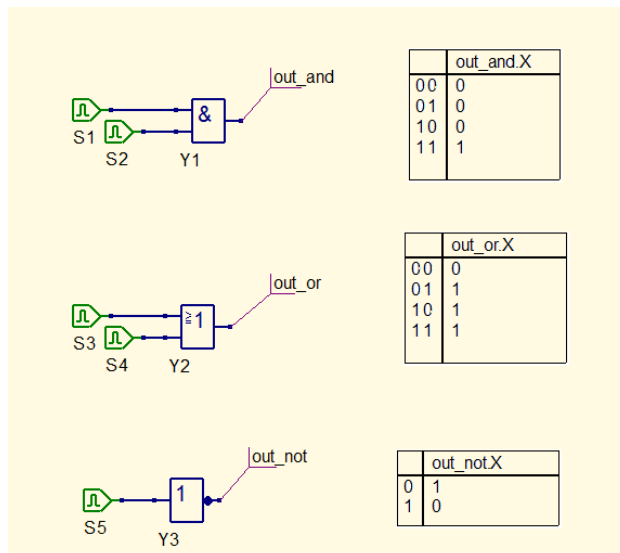 out_and
S1
S2
&
Y1
out_and.X
00 0
01 0
10 0
11 1
out_or
S3
S4
≥1
Y2
out_or.X
00 0
01 1
10 1
11 1
out_not
S5
1
Y3
out_not.X
0 1
1 0